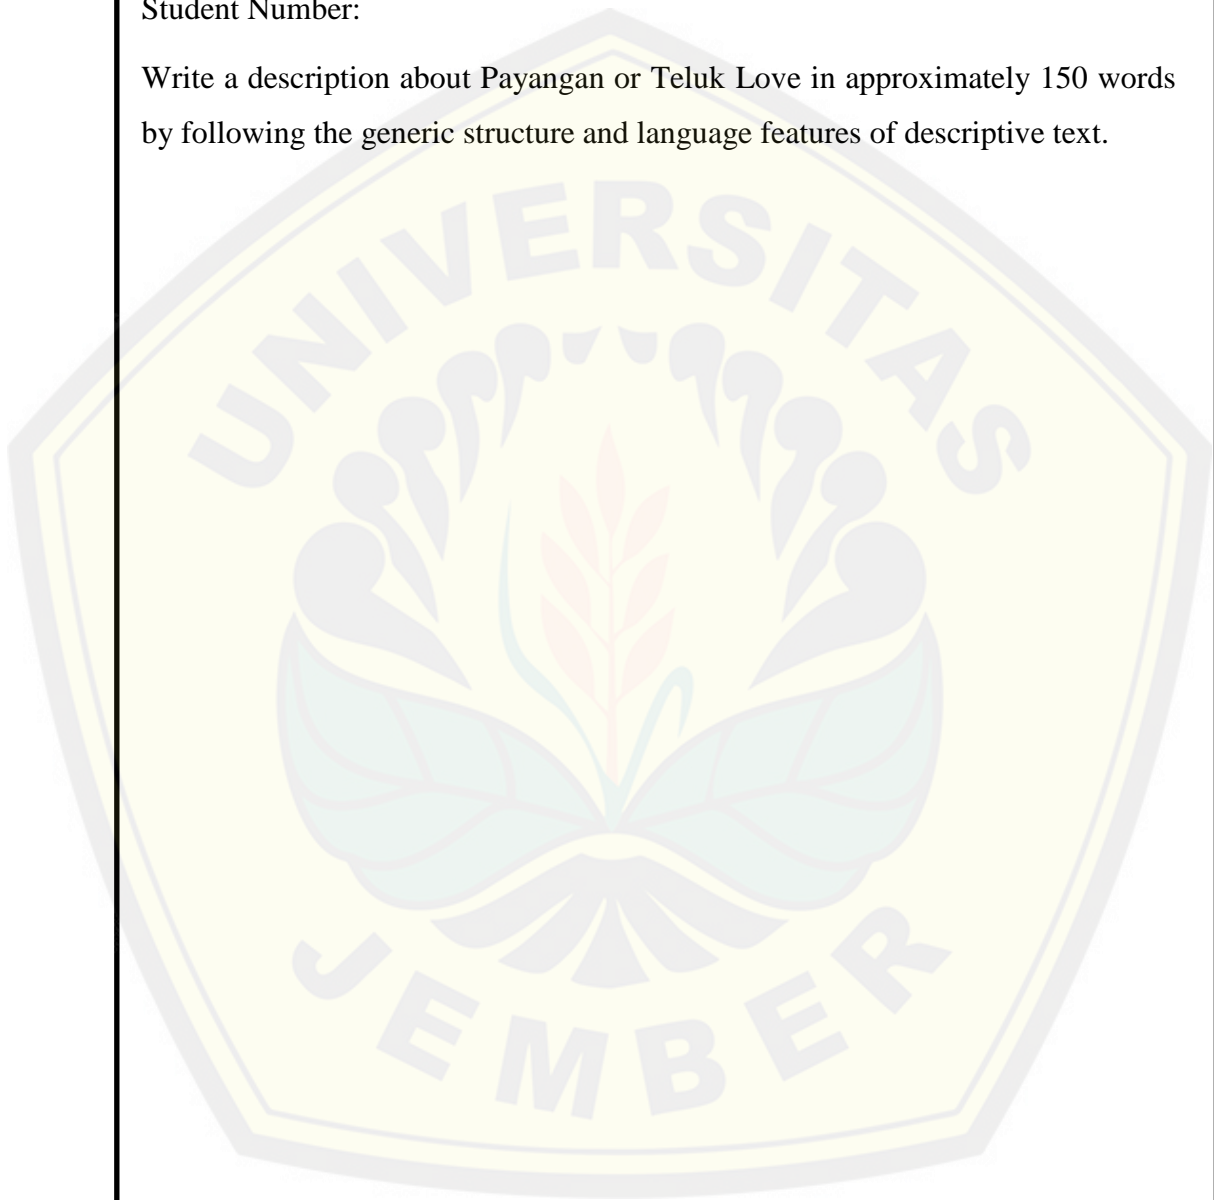 Student Number:
Write a description about Payangan or Teluk Love in approximately 150 words
by following the generic structure and language features of descriptive text.
UNIVERSITAS
JEMBER